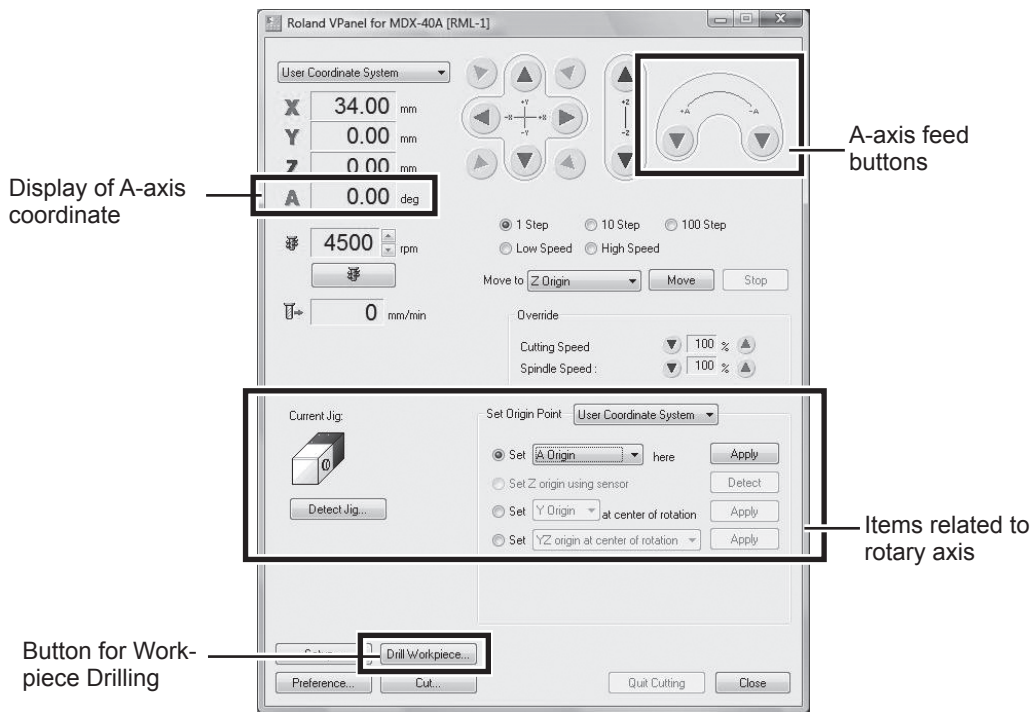 Roland VPanel for MDX-40A [RML-1]
User Coordinate System
X 34.00 mm
Y 0.00 mm
Z 0.00 mm
A 0.00 deg
+Y
-X +X
-Y
+Z
-Z
+A -A
A-axis feed
buttons
Display of A-axis
coordinate
4500 rpm
0 mm/min
1 Step 10 Step 100 Step
Low Speed High Speed
Move to Z Origin Move Stop
Override
Cutting Speed 100 %
Spindle Speed : 100 %
Current Jig:
Detect Jig...
Set Origin Point User Coordinate System
Set A Origin here Apply
Set Z origin using sensor Detect
Set Y Origin at center of rotation Apply
Set YZ origin at center of rotation Apply
Items related to
rotary axis
Button for Work-
piece Drilling
Drill Workpiece...
Preference... Cut... Quit Cutting Close